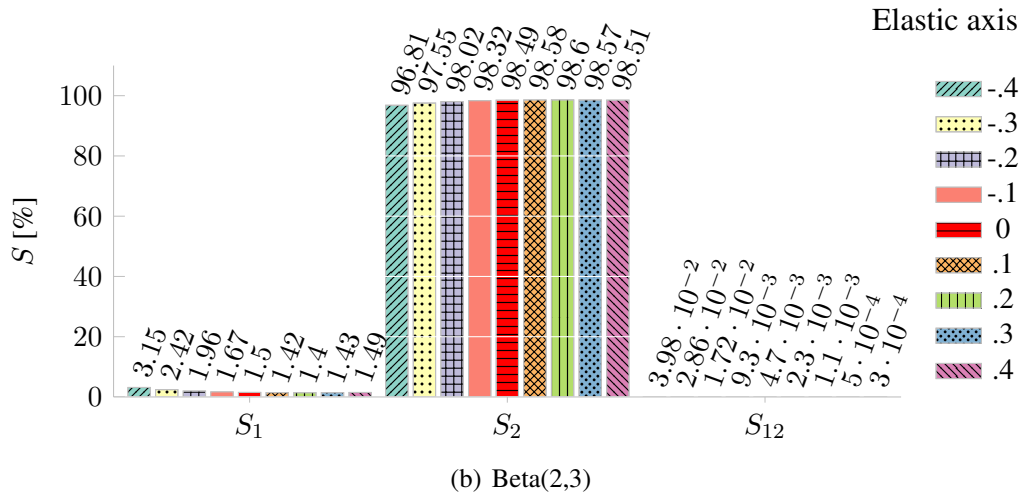 Elastic axis
-.4
-.3
-.2
-.1
0
.1
.2
.3
.4
S [%]
100
80
60
40
20
0
3.15
2.42
1.96
1.67
1.5
1.42
1.4
1.43
1.49
96.81
97.55
98.02
98.32
98.49
98.58
98.6
98.57
98.51
3.98 · 10⁻²
2.86 · 10⁻²
1.72 · 10⁻²
9.3 · 10⁻³
4.7 · 10⁻³
2.3 · 10⁻³
1.1 · 10⁻³
5 · 10⁻⁴
3 · 10⁻⁴
S₁
S₂
S₁₂
(b) Beta(2,3)